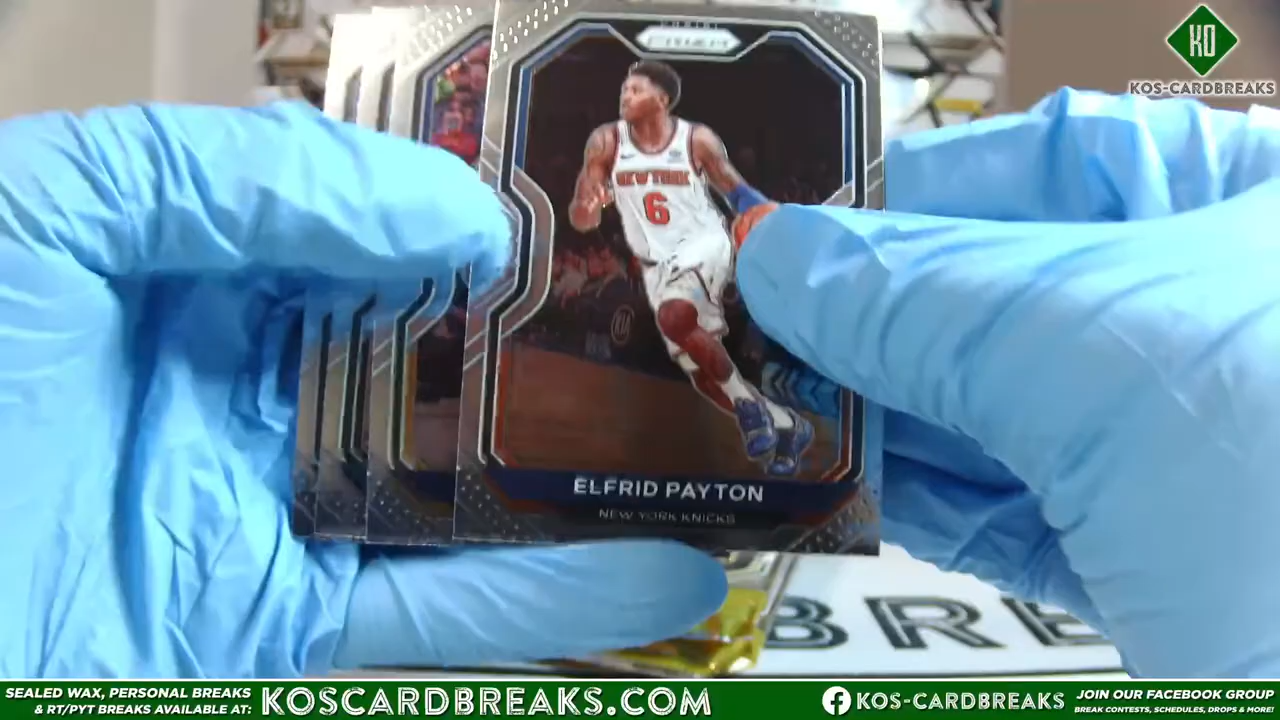 KO
KOS-CARDBREAKS
PRIZM
NEW YORK
6
ELFRID PAYTON
NEW YORK KNICKS
BRE
SEALED WAX, PERSONAL BREAKS
& RT/PYT BREAKS AVAILABLE AT:
KOSCARDBREAKS.COM
KOS-CARDBREAKS
JOIN OUR FACEBOOK GROUP
BREAK CONTESTS, SCHEDULES, DROPS & MORE!